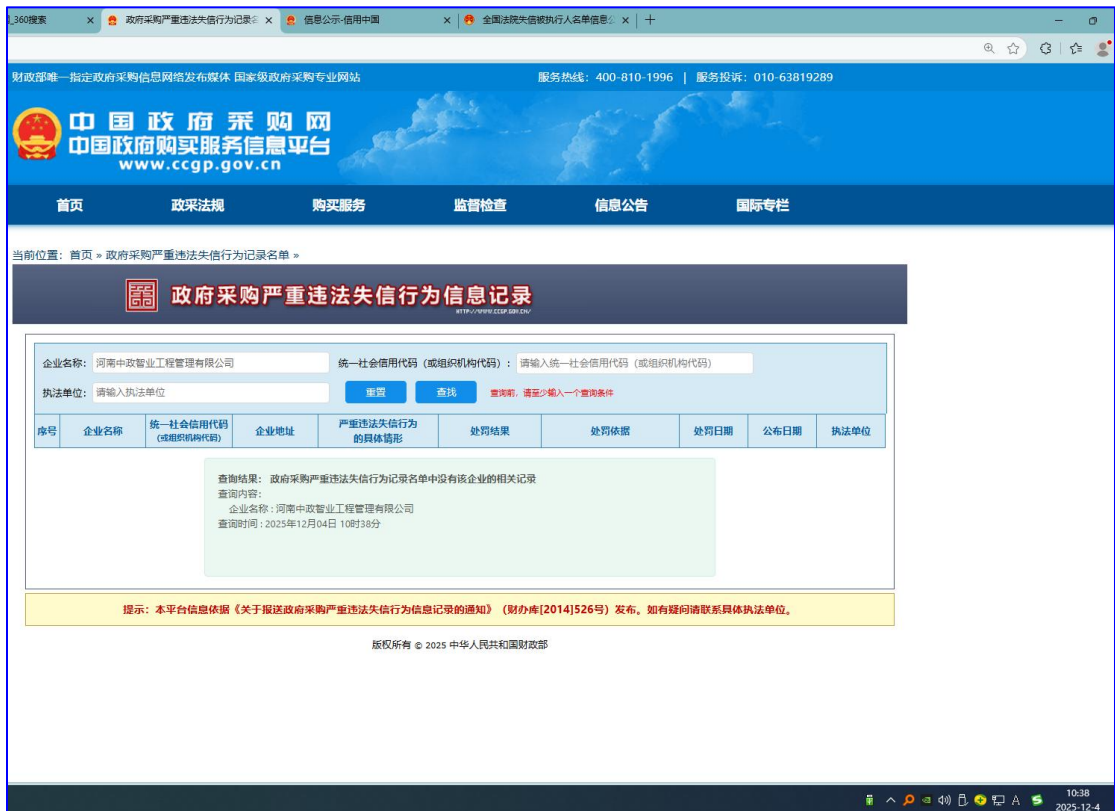 _360搜索
政府采购严重违法失信行为记录名
信息公示-信用中国
全国法院失信被执行人名单信息公
财政部唯一指定政府采购信息网络发布媒体 国家级政府采购专业网站
服务热线：400-810-1996 | 服务投诉：010-63819289
中国政府采购网
中国政府购买服务信息平台
www.ccgp.gov.cn
首页 政采法规 购买服务 监督检查 信息公告 国际专栏
当前位置：首页 » 政府采购严重违法失信行为记录名单 »
政府采购严重违法失信行为信息记录
HTTP://WWW.CCGP.GOV.CN/
企业名称：河南中政智业工程管理有限公司 统一社会信用代码（或组织机构代码）：请输入统一社会信用代码（或组织机构代码）
执法单位：请输入执法单位 重置 查找 查询前，请至少输入一个查询条件
序号 企业名称 统一社会信用代码（或组织机构代码） 企业地址 严重违法失信行为的具体情形 处罚结果 处罚依据 处罚日期 公布日期 执法单位
查询结果： 政府采购严重违法失信行为记录名单中没有该企业的相关记录
查询内容：
企业名称 : 河南中政智业工程管理有限公司
查询时间 : 2025年12月04日 10时38分
提示：本平台信息依据《关于报送政府采购严重违法失信行为信息记录的通知》（财办库[2014]526号）发布。如有疑问请联系具体执法单位。
版权所有 © 2025 中华人民共和国财政部
10:38
2025-12-4